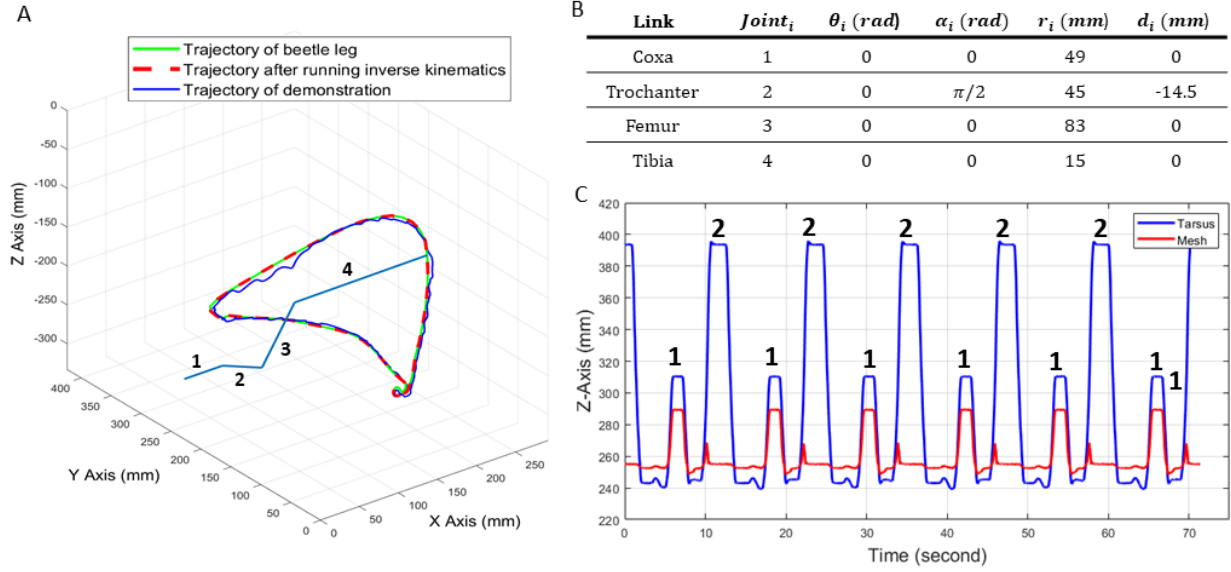 A
Trajectory of beetle leg
Trajectory after running inverse kinematics
Trajectory of demonstration
0
-50
-100
-150
-200
-250
-300
Z Axis (mm)
1
2
3
4
400
350
300
250
200
150
100
50
0
Y Axis (mm)
0
50
100
150
200
250
X Axis (mm)
B
Link Joint_i θ_i (rad) α_i (rad) r_i (mm) d_i (mm)
Coxa 1 0 0 49 0
Trochanter 2 0 π/2 45 -14.5
Femur 3 0 0 83 0
Tibia 4 0 0 15 0
C
Tarsus
Mesh
420
400
380
360
340
320
300
280
260
240
220
Z-Axis (mm)
2 2 2 2 2
1 1 1 1 1 1
1
0 10 20 30 40 50 60 70
Time (second)